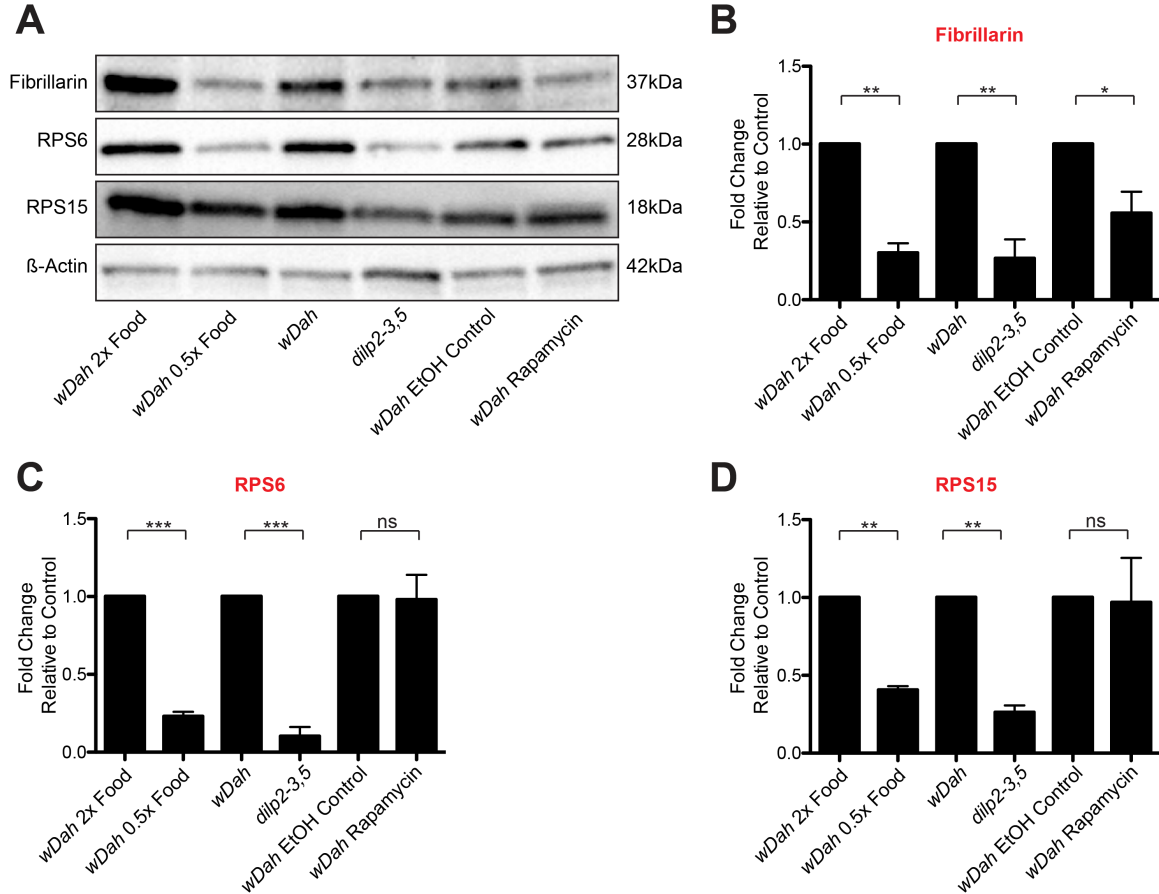 A
Fibrillarin
37kDa
RPS6
28kDa
RPS15
18kDa
ß-Actin
42kDa
wDah 2x Food
wDah 0.5x Food
wDah
dilp2-3,5
wDah EtOH Control
wDah Rapamycin
B
Fibrillarin
Fold Change
Relative to Control
1.5
1.0
0.5
0.0
**
**
*
wDah 2x Food
wDah 0.5x Food
wDah
dilp2-3,5
wDah EtOH Control
wDah Rapamycin
C
RPS6
Fold Change
Relative to Control
1.5
1.0
0.5
0.0
***
***
ns
wDah 2x Food
wDah 0.5x Food
wDah
dilp2-3,5
wDah EtOH Control
wDah Rapamycin
D
RPS15
Fold Change
Relative to Control
1.5
1.0
0.5
0.0
**
**
ns
wDah 2x Food
wDah 0.5x Food
wDah
dilp2-3,5
wDah EtOH Control
wDah Rapamycin